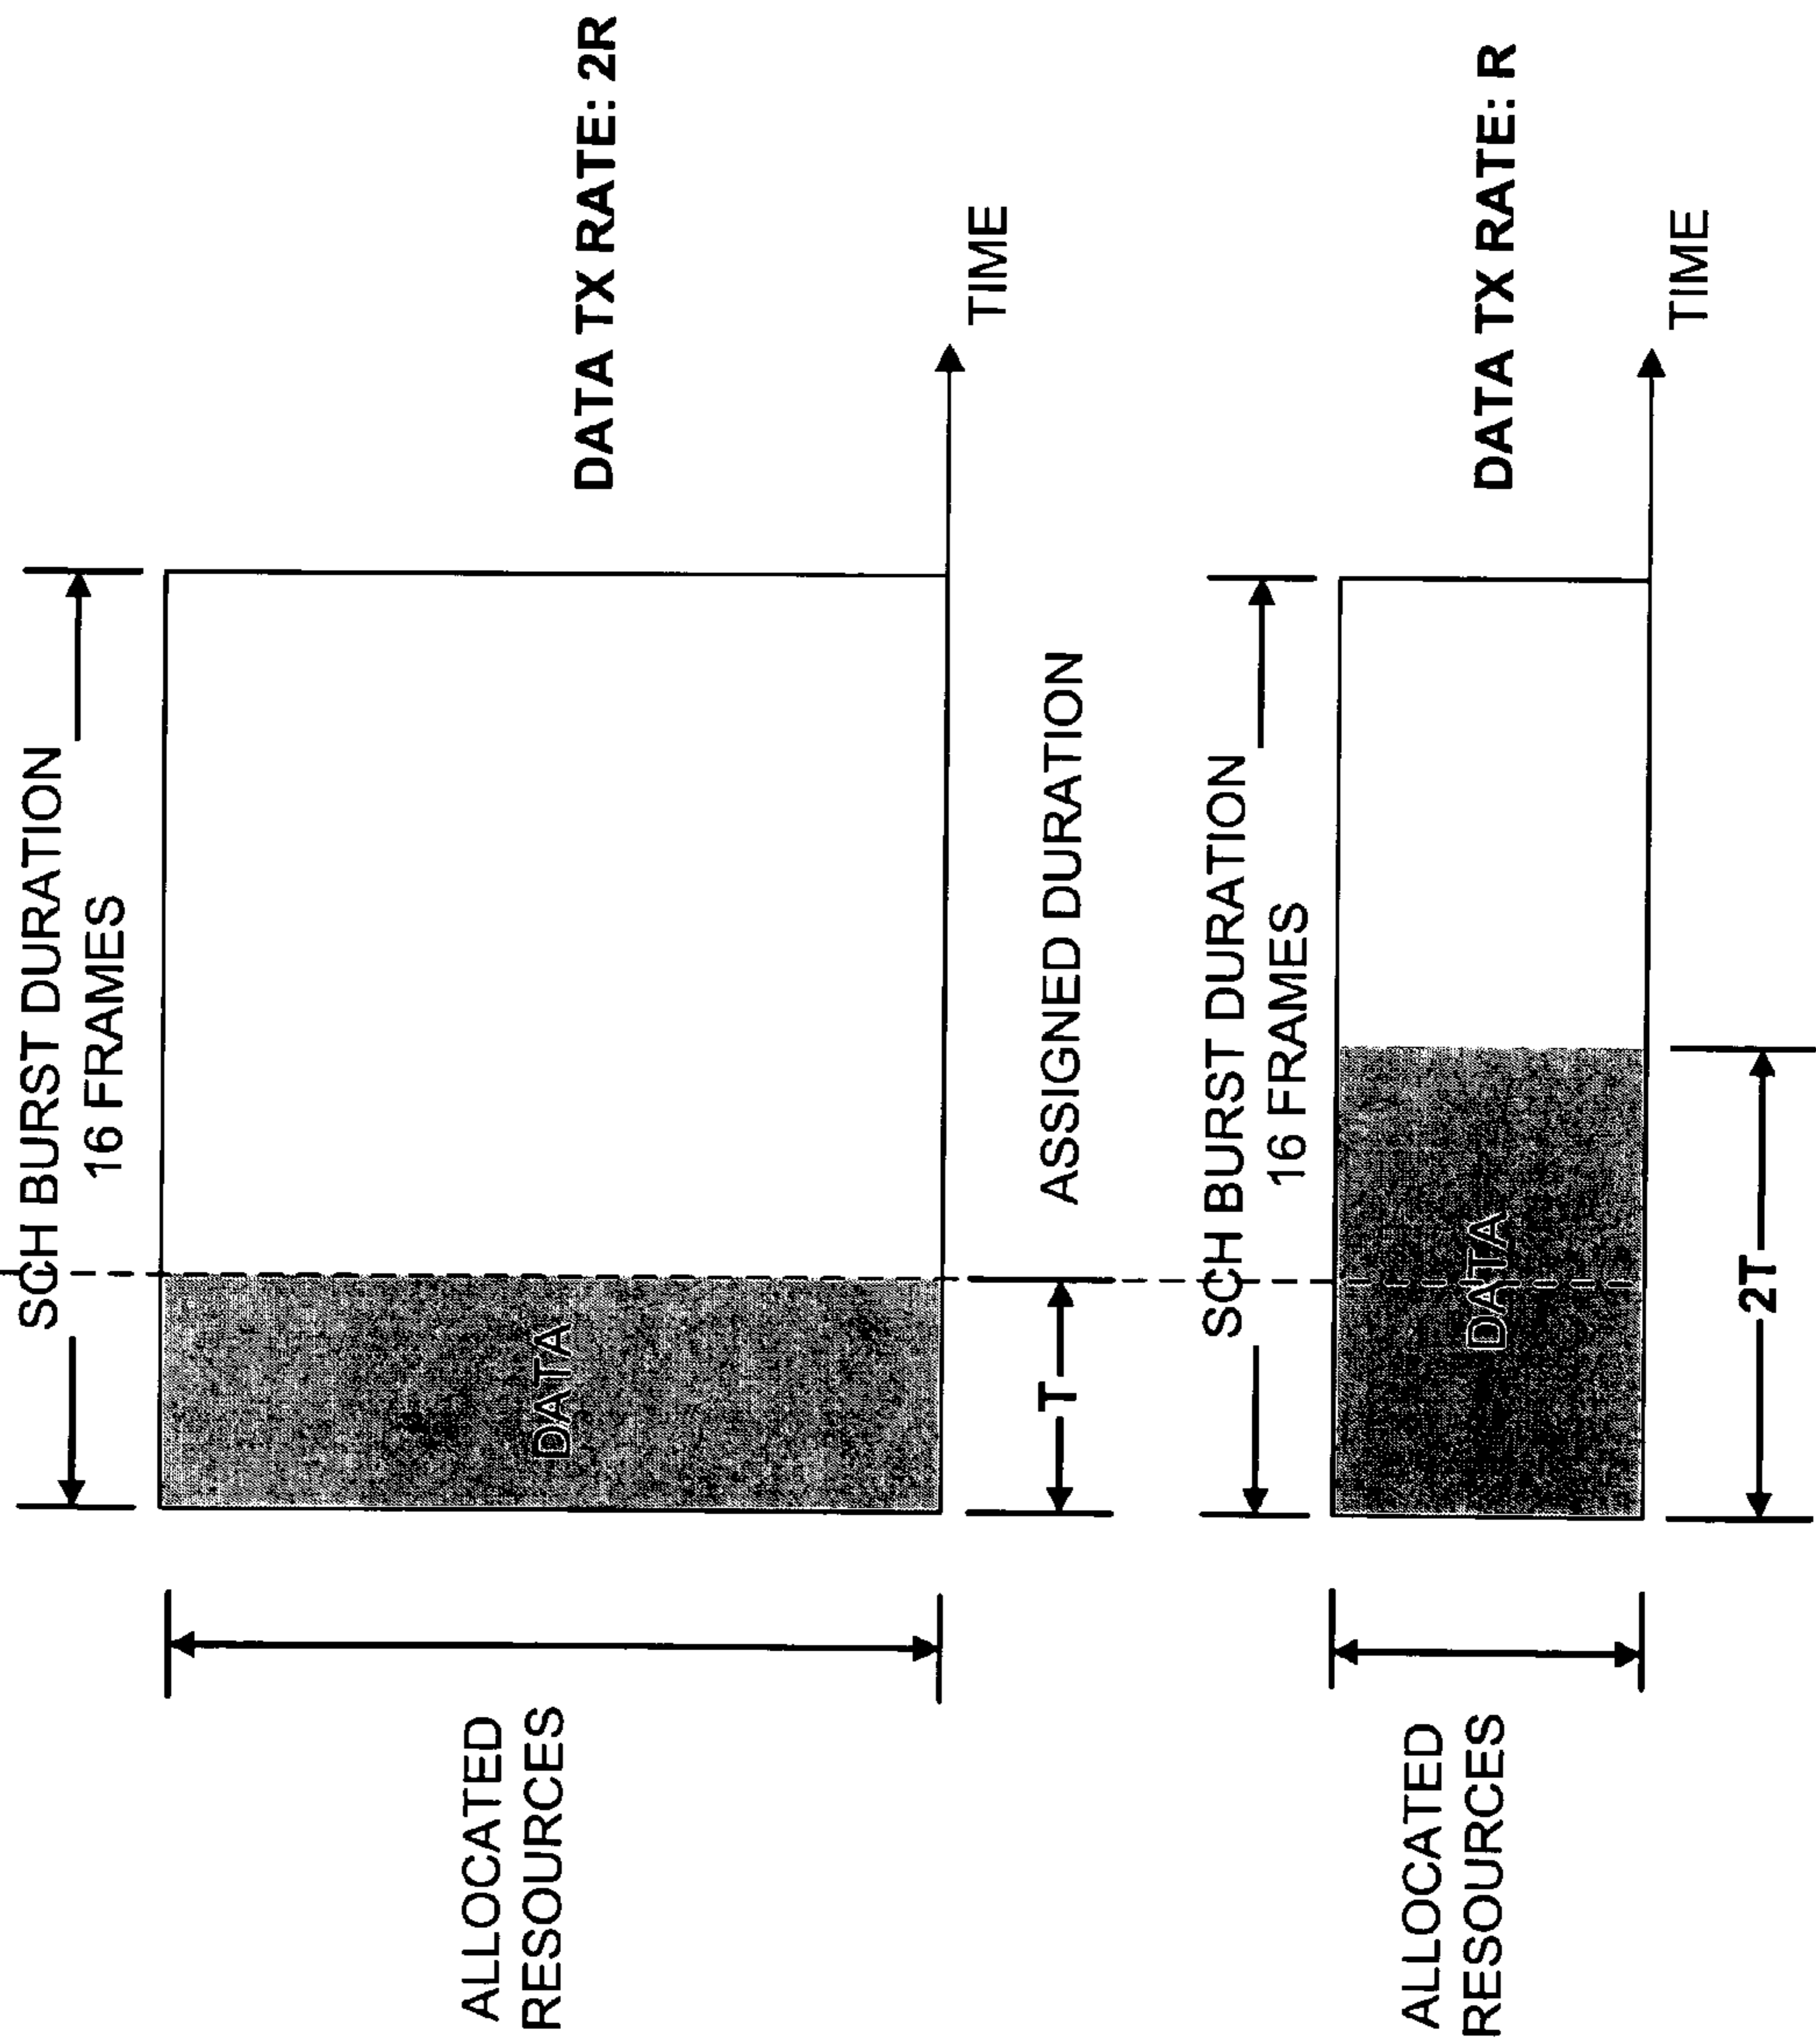 SCH BURST DURATION
16 FRAMES
ALLOCATED
RESOURCES
DATA
DATA TX RATE: 2R
TIME
T
ASSIGNED DURATION
SCH BURST DURATION
16 FRAMES
ALLOCATED
RESOURCES
DATA
DATA TX RATE: R
TIME
2T